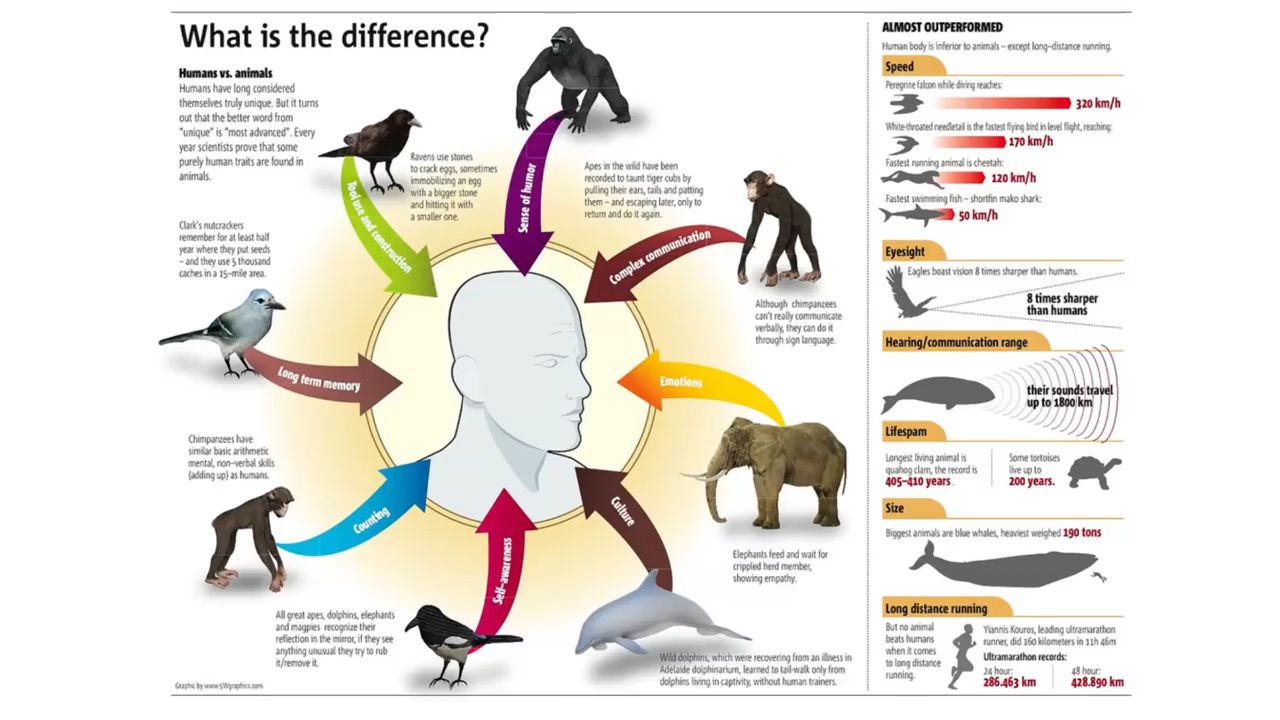 What is the difference?
Humans vs. animals
Humans have long considered
themselves truly unique. But it turns
out that the better word from
"unique" is "most advanced". Every
year scientists prove that some
purely human traits are found in
animals.
Tool use and construction
Ravens use stones
to crack eggs, sometimes
immobilizing an egg
with a bigger stone
and hitting it with
a smaller one.
Sense of humor
Apes in the wild have been
recorded to taunt tiger cubs by
pulling their ears, tails and patting
them – and escaping later, only to
return and do it again.
Complex communication
Although chimpanzees
can't really communicate
verbally, they can do it
through sign language.
Clark's nutcrackers
remember for at least half
year where they put seeds
– and they use 5 thousand
caches in a 15-mile area.
Long term memory
Emotions
Elephants feed and wait for
crippled herd member,
showing empathy.
Chimpanzees have
similar basic arithmetic
mental, non-verbal skills
(adding up) as humans.
Counting
Self-awareness
All great apes, dolphins, elephants
and magpies recognize their
reflection in the mirror, if they see
anything unusual they try to rub
it/remove it.
Culture
Wild dolphins, which were recovering from an illness in
Adelaide dolphinarium, learned to tail-walk only from
dolphins living in captivity, without human trainers.
Graphs by www.5Wgraphics.com
ALMOST OUTPERFORMED
Human body is inferior to animals – except long-distance running.
Speed
Peregrine falcon while diving reaches:
320 km/h
White-throated needletail is the fastest flying bird in level flight, reaching:
170 km/h
Fastest running animal is cheetah:
120 km/h
Fastest swimming fish – shortfin mako shark:
50 km/h
Eyesight
Eagles boast vision 8 times sharper than humans.
8 times sharper
than humans
Hearing/communication range
their sounds travel
up to 1800 km
Lifespam
Longest living animal is
quahog clam, the record is
405–410 years.
Some tortoises
live up to
200 years.
Size
Biggest animals are blue whales, heaviest weighed 190 tons
Long distance running
But no animal
beats humans
when it comes
to long distance
running.
Yiannis Kouros, leading ultramarathon
runner, did 160 kilometers in 11h 46m
Ultramarathon records:
24 hour:
286.463 km
48 hour:
428.890 km